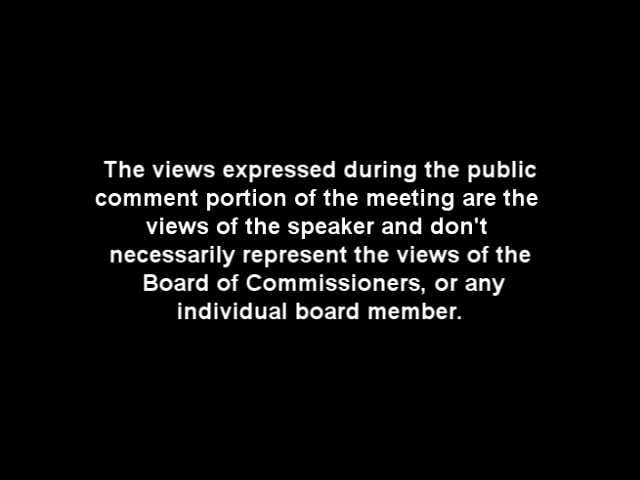 The views expressed during the public
comment portion of the meeting are the
views of the speaker and don't
necessarily represent the views of the
Board of Commissioners, or any
individual board member.